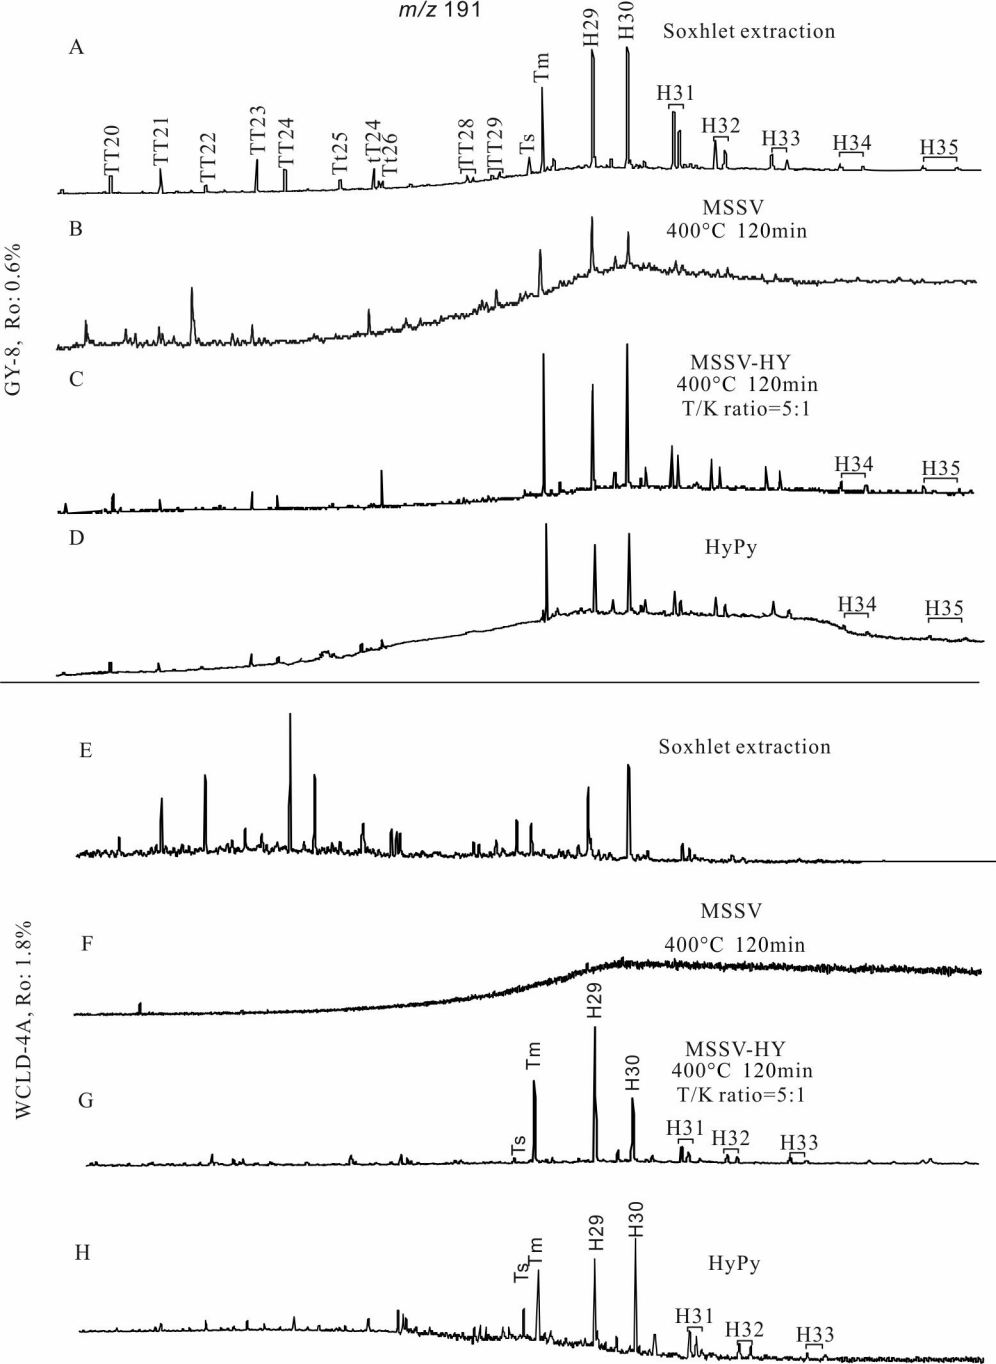 m/z 191
A
Soxhlet extraction
TT20
TT21
TT22
TT23
TT24
Tt25
tT24
Tt26
TT28
TT29
Ts
Tm
H29
H30
H31
H32
H33
H34
H35
GY-8, Ro: 0.6%
B
MSSV
400°C 120min
C
MSSV-HY
400°C 120min
T/K ratio=5:1
H34
H35
D
HyPy
H34
H35
E
Soxhlet extraction
WCLD-4A, Ro: 1.8%
F
MSSV
400°C 120min
G
MSSV-HY
400°C 120min
T/K ratio=5:1
Ts
Tm
H29
H30
H31
H32
H33
H
HyPy
Ts
Tm
H29
H30
H31
H32
H33